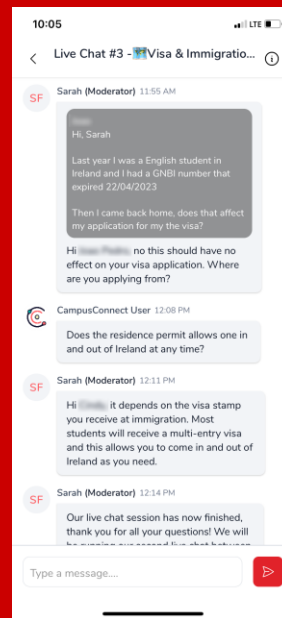 10:05
LTE
Live Chat #3 - Visa & Immigratio...
SF
Sarah (Moderator) 11:55 AM
Hi, Sarah
Last year I was a English student in
Ireland and I had a GNBI number that
expired 22/04/2023
Then I came back home, does that affect
my application for my the visa?
Hi no this should have no
effect on your visa application. Where
are you applying from?
CampusConnect User 12:08 PM
Does the residence permit allows one in
and out of Ireland at any time?
SF
Sarah (Moderator) 12:11 PM
Hi it depends on the visa stamp
you receive at immigration. Most
students will receive a multi-entry visa
and this allows you to come in and out of
Ireland as you need.
SF
Sarah (Moderator) 12:14 PM
Our live chat session has now finished,
thank you for all your questions! We will
be running our second live chat between
Type a message....